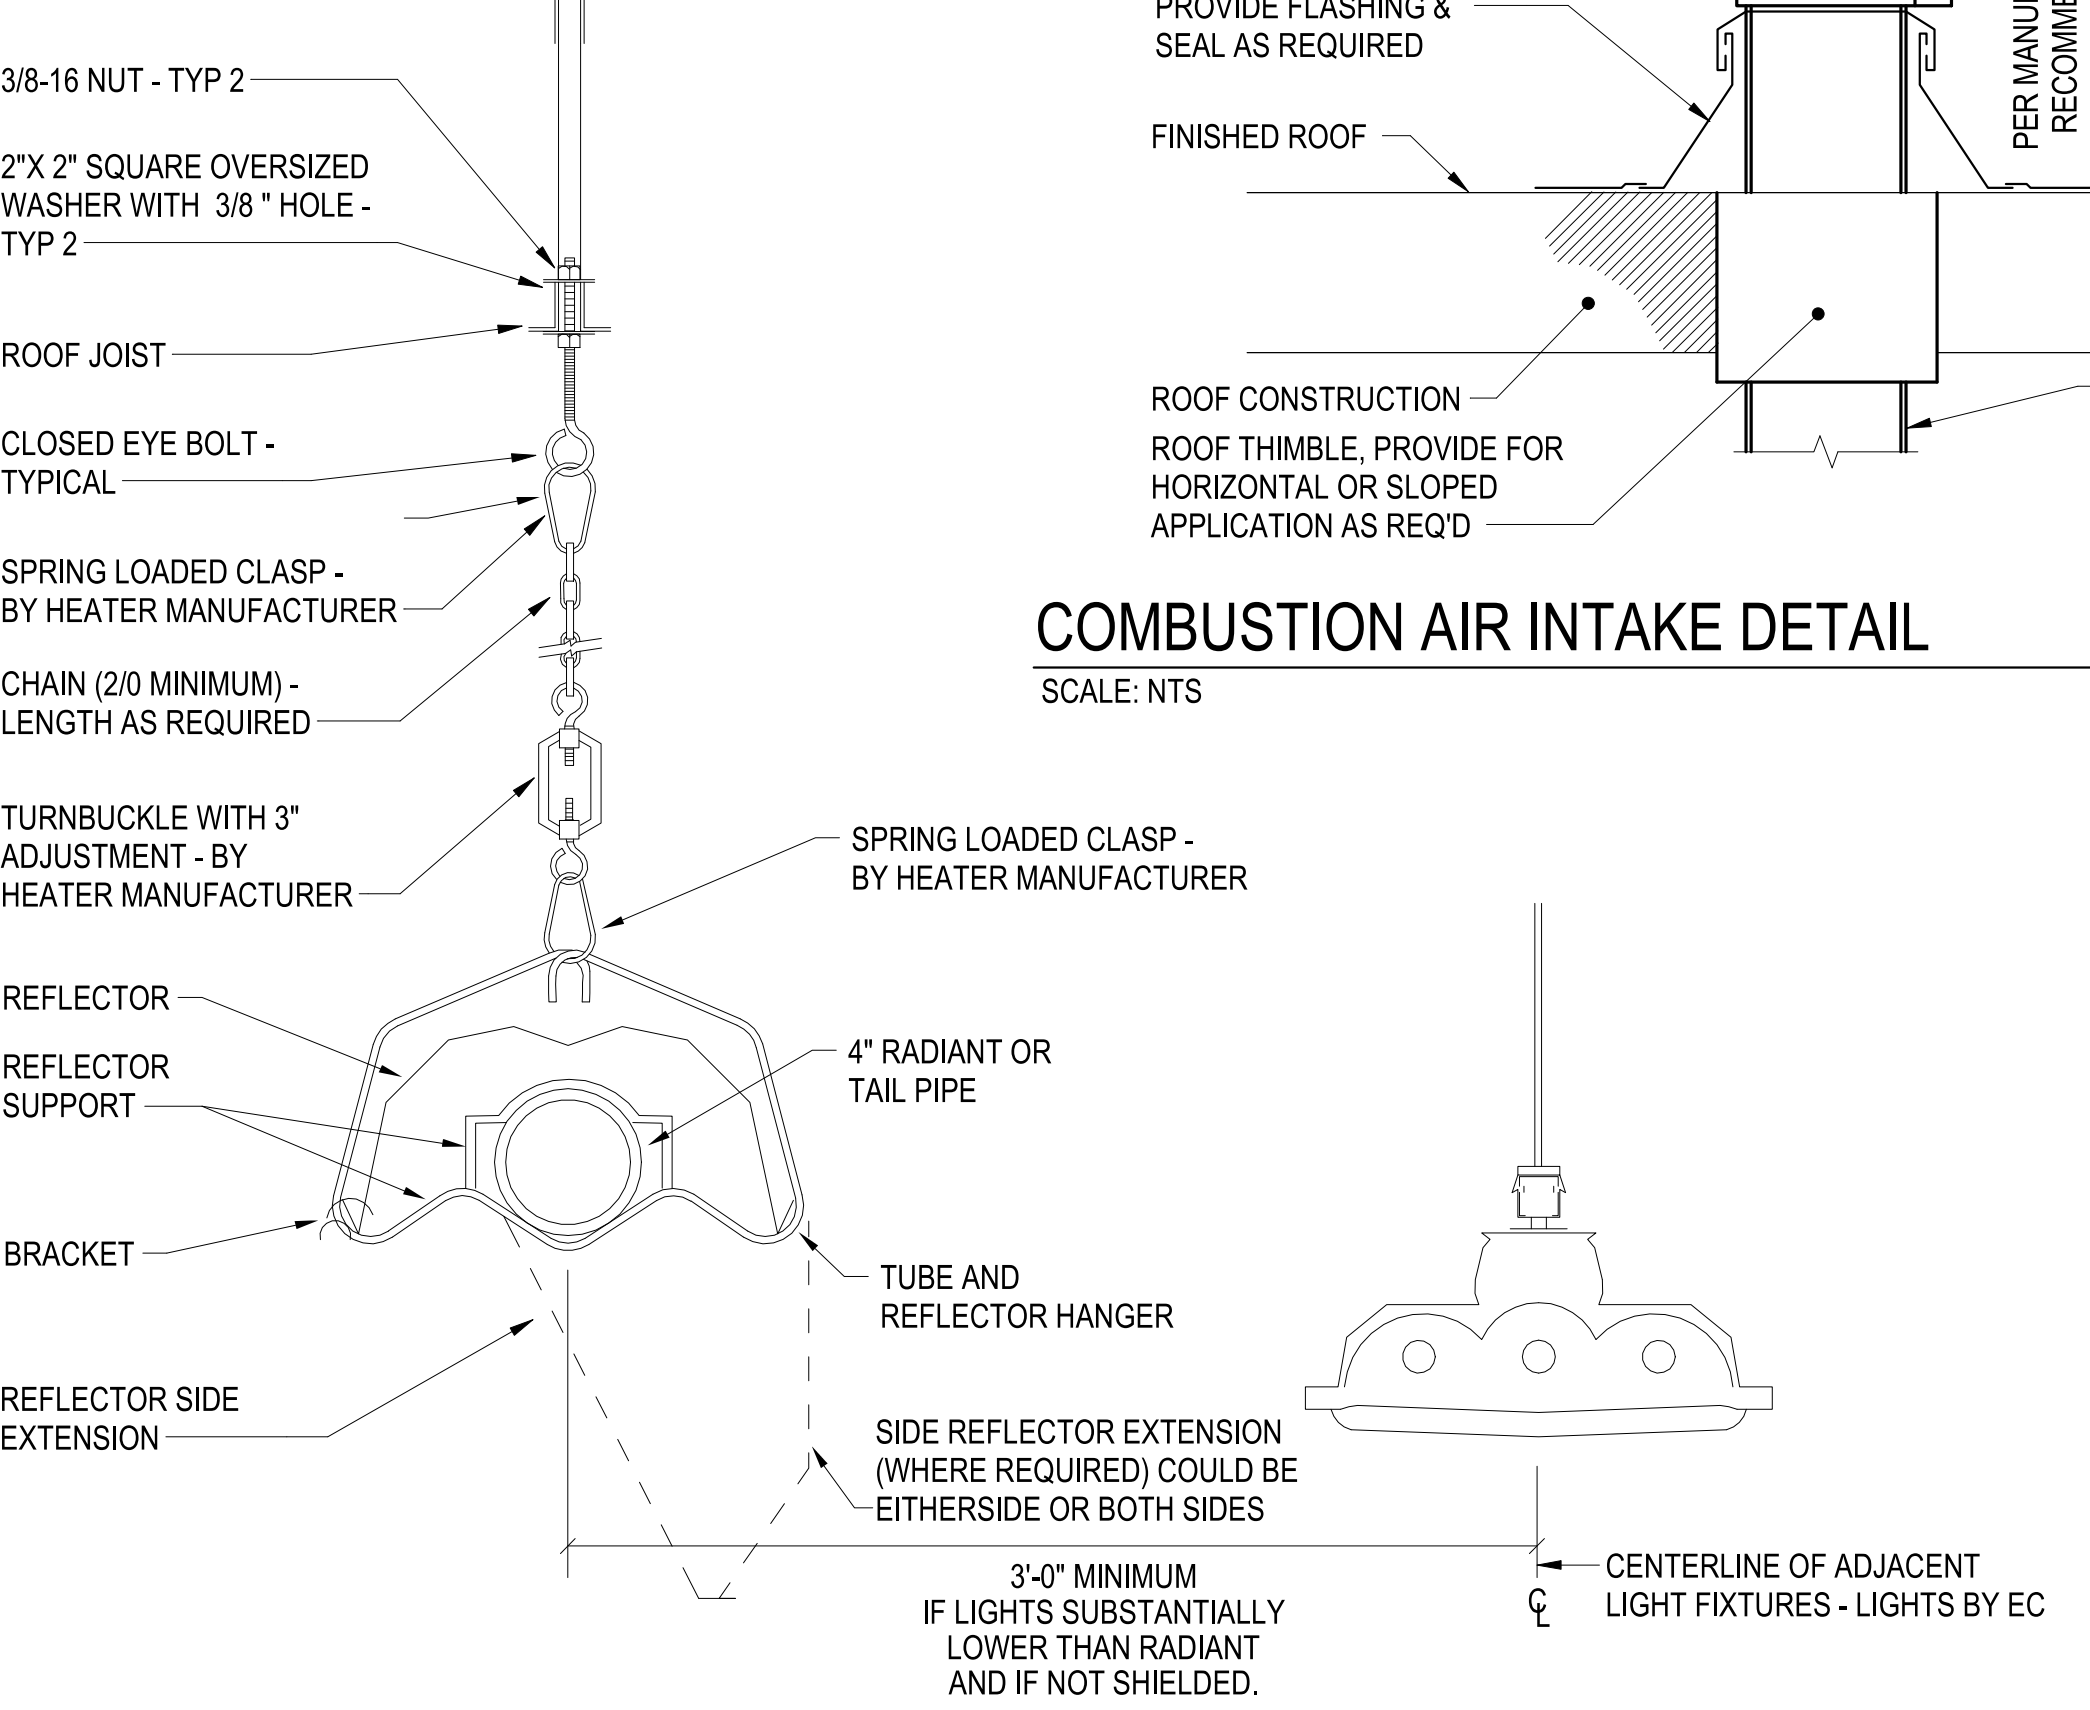 3/8-16 NUT - TYP 2
2"X 2" SQUARE OVERSIZED
WASHER WITH 3/8 " HOLE -
TYP 2
ROOF JOIST
CLOSED EYE BOLT -
TYPICAL
SPRING LOADED CLASP -
BY HEATER MANUFACTURER
CHAIN (2/0 MINIMUM) -
LENGTH AS REQUIRED
TURNBUCKLE WITH 3"
ADJUSTMENT - BY
HEATER MANUFACTURER
REFLECTOR
REFLECTOR
SUPPORT
BRACKET
REFLECTOR SIDE
EXTENSION
SPRING LOADED CLASP -
BY HEATER MANUFACTURER
4" RADIANT OR
TAIL PIPE
TUBE AND
REFLECTOR HANGER
SIDE REFLECTOR EXTENSION
(WHERE REQUIRED) COULD BE
EITHERSIDE OR BOTH SIDES
3'-0" MINIMUM
IF LIGHTS SUBSTANTIALLY
LOWER THAN RADIANT
AND IF NOT SHIELDED.
CL
CENTERLINE OF ADJACENT
LIGHT FIXTURES - LIGHTS BY EC
PROVIDE FLASHING &
SEAL AS REQUIRED
FINISHED ROOF
ROOF CONSTRUCTION
ROOF THIMBLE, PROVIDE FOR
HORIZONTAL OR SLOPED
APPLICATION AS REQ'D
PER MANU
RECOMME
COMBUSTION AIR INTAKE DETAIL
SCALE: NTS